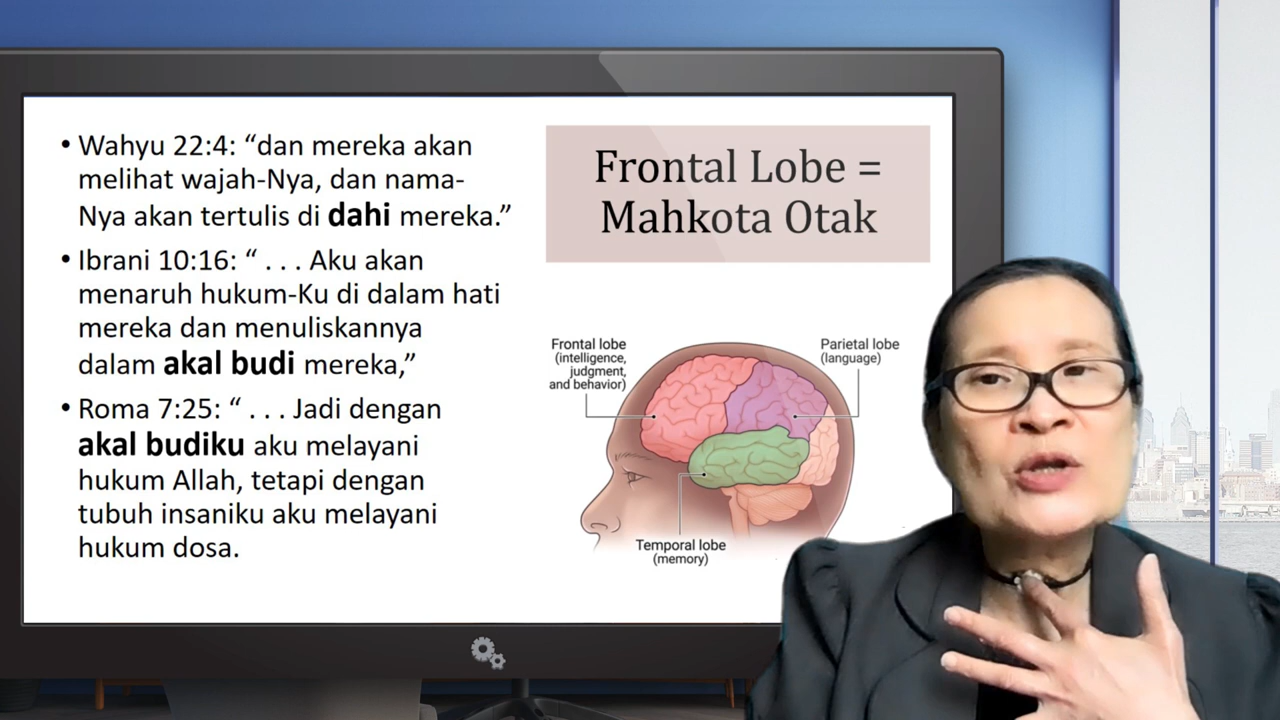 • Wahyu 22:4: “dan mereka akan
melihat wajah-Nya, dan nama-
Nya akan tertulis di dahi mereka.”
• Ibrani 10:16: “ . . . Aku akan
menaruh hukum-Ku di dalam hati
mereka dan menuliskannya
dalam akal budi mereka,”
• Roma 7:25: “ . . . Jadi dengan
akal budiku aku melayani
hukum Allah, tetapi dengan
tubuh insaniku aku melayani
hukum dosa.
Frontal Lobe =
Mahkota Otak
Frontal lobe
(intelligence,
judgment,
and behavior)
Parietal lobe
(language)
Temporal lobe
(memory)